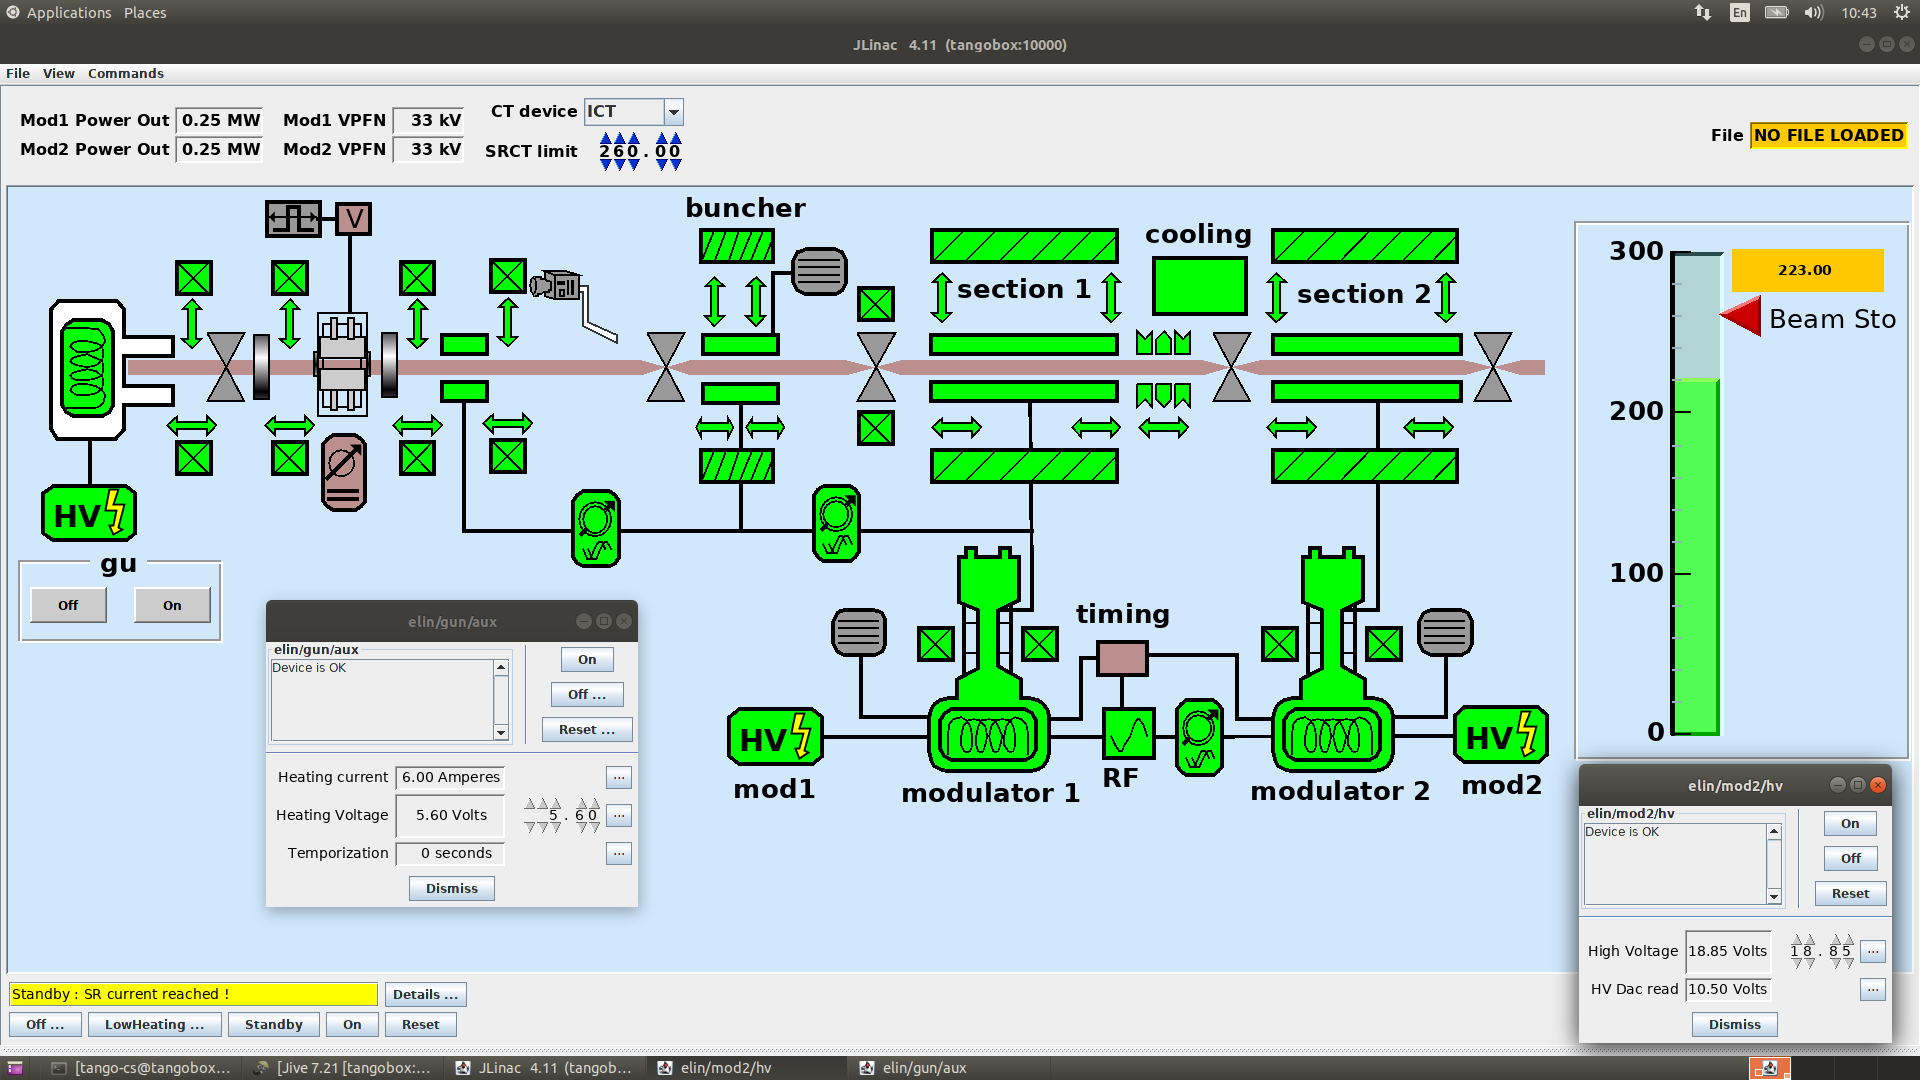 Applications Places
En 10:43
JLinac 4.11 (tangobox:10000)
File View Commands
Mod1 Power Out 0.25 MW Mod1 VPFN 33 kV
Mod2 Power Out 0.25 MW Mod2 VPFN 33 kV
CT device ICT
SRCT limit 260.00
File NO FILE LOADED
buncher
cooling
V
section 1
section 2
300
223.00
Beam Sto
200
100
0
HV
gu
Off On
timing
HV
mod1
modulator 1
RF
modulator 2
HV
mod2
elin/gun/aux
elin/gun/aux
Device is OK
On
Off ...
Reset ...
Heating current 6.00 Amperes ...
Heating Voltage 5.60 Volts 5.60 ...
Temporization 0 seconds ...
Dismiss
elin/mod2/hv
elin/mod2/hv
Device is OK
On
Off
Reset
High Voltage 18.85 Volts 18.85 ...
HV Dac read 10.50 Volts ...
Dismiss
Standby : SR current reached ! Details ...
Off ... LowHeating ... Standby On Reset
[tango-cs@tangobox... [Jive 7.21 [tangobox:... JLinac 4.11 (tangob... elin/mod2/hv elin/gun/aux